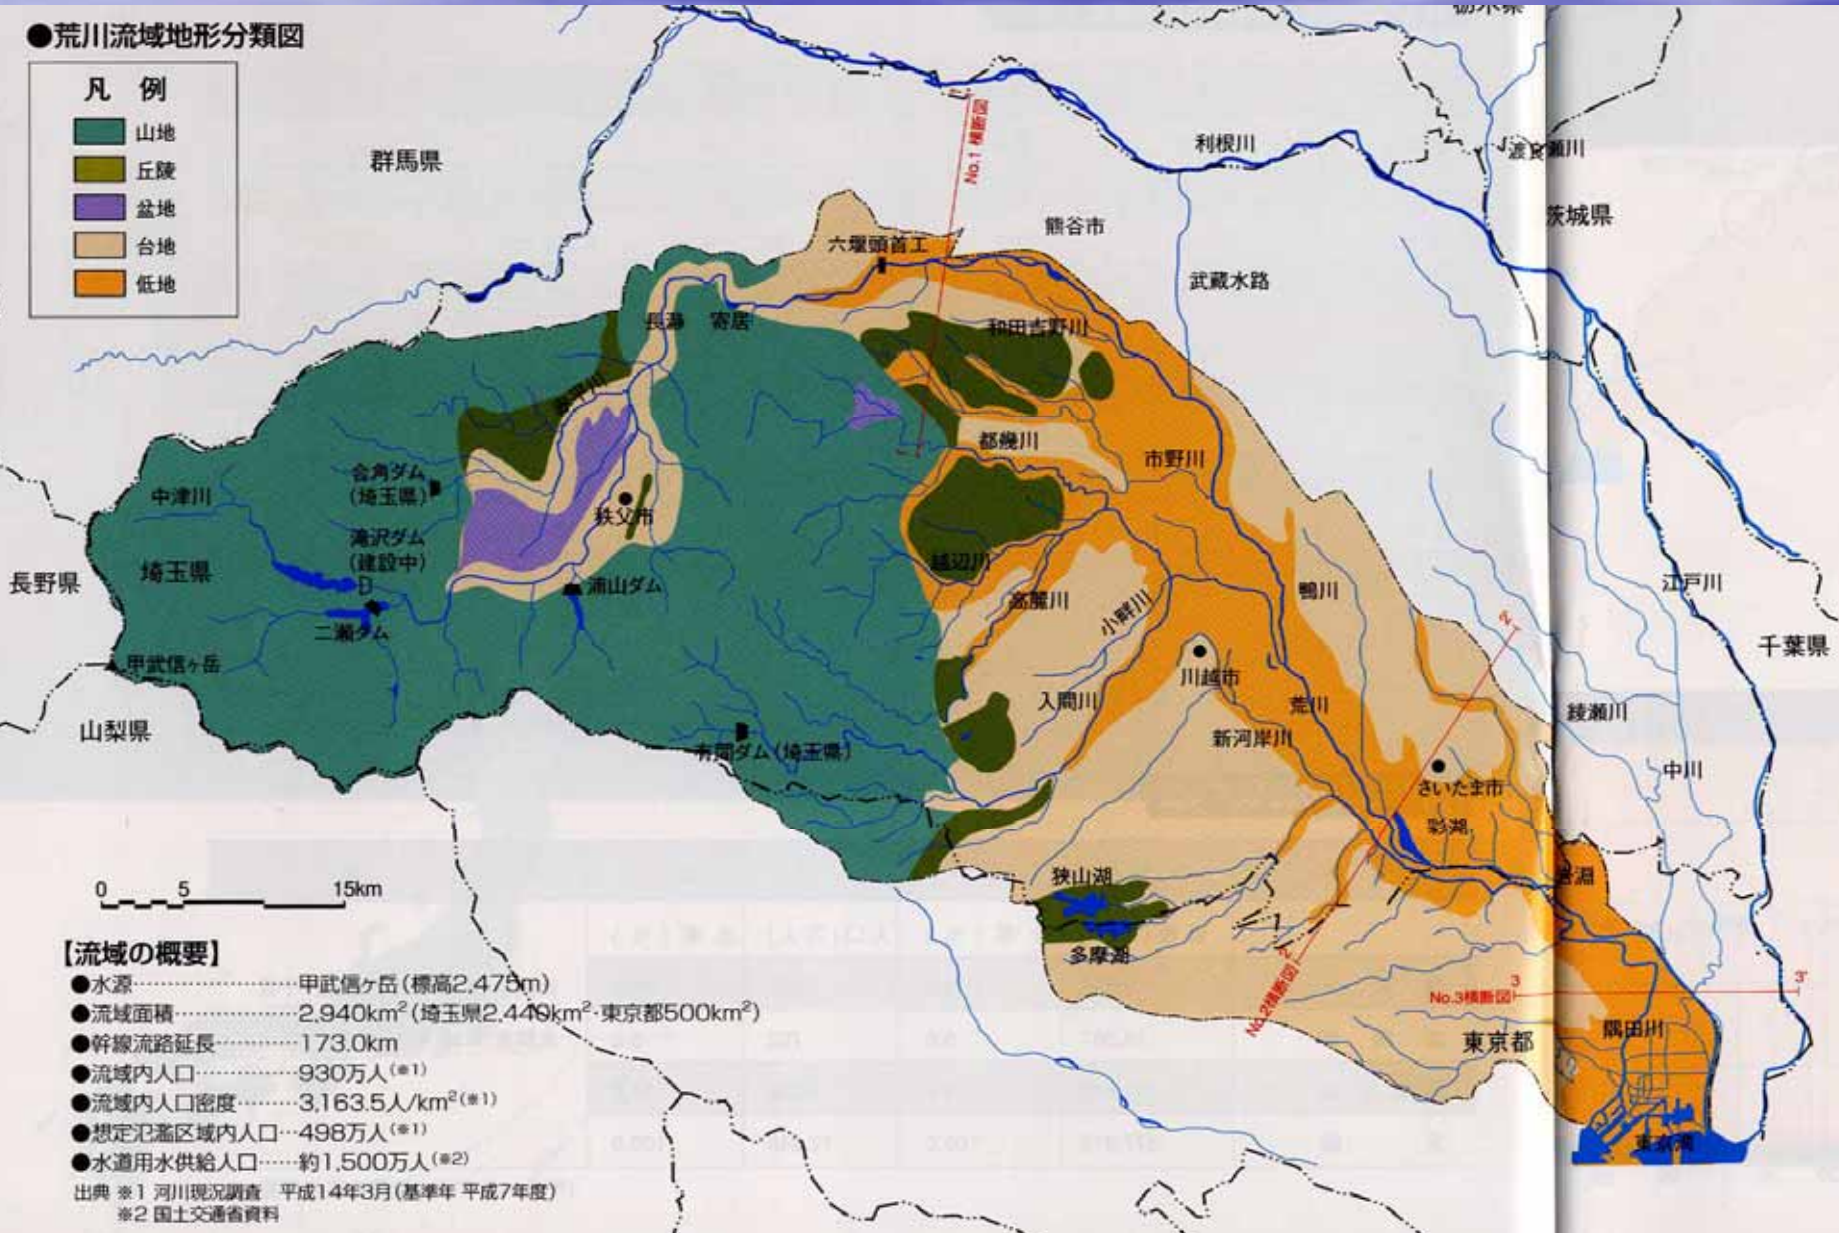 ●荒川流域地形分類図
凡 例
山地
丘陵
盆地
台地
低地
群馬県
栃木県
利根川
渡良瀬川
茨城県
No.1 横断図
熊谷市
六堰頭首工
武蔵水路
長瀞
寄居
和田吉野川
都幾川
市野川
合角ダム
(埼玉県)
中津川
秩父市
滝沢ダム
(建設中)
埼玉県
長野県
浦山ダム
越辺川
高麗川
小畔川
鴨川
江戸川
千葉県
二瀬ダム
甲武信ヶ岳
山梨県
川越市
入間川
荒川
新河岸川
綾瀬川
有間ダム(埼玉県)
中川
さいたま市
彩湖
狭山湖
岩淵
多摩湖
2'
2
No.2横断図
3
3'
No.3横断図
東京都
隅田川
東京湾
0 5 15km
【流域の概要】
●水源……………………甲武信ヶ岳(標高2,475m)
●流域面積………………2,940km²(埼玉県2,440km²·東京都500km²)
●幹線流路延長…………173.0km
●流域内人口……………930万人(※1)
●流域内人口密度………3,163.5人/km²(※1)
●想定氾濫区域内人口…498万人(※1)
●水道用水供給人口……約1,500万人(※2)
出典 ※1 河川現況調査 平成14年3月(基準年 平成7年度)
※2 国土交通省資料